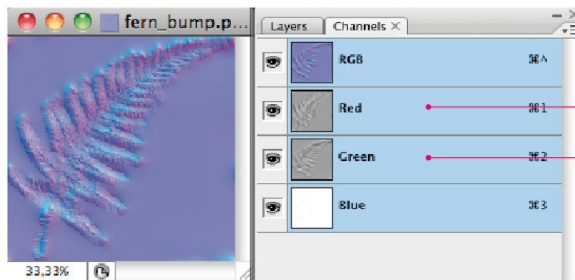 fern_bump.p...
Layers Channels ×
RGB ⌘^
Red ⌘1
Green ⌘2
Blue ⌘3
33,33%